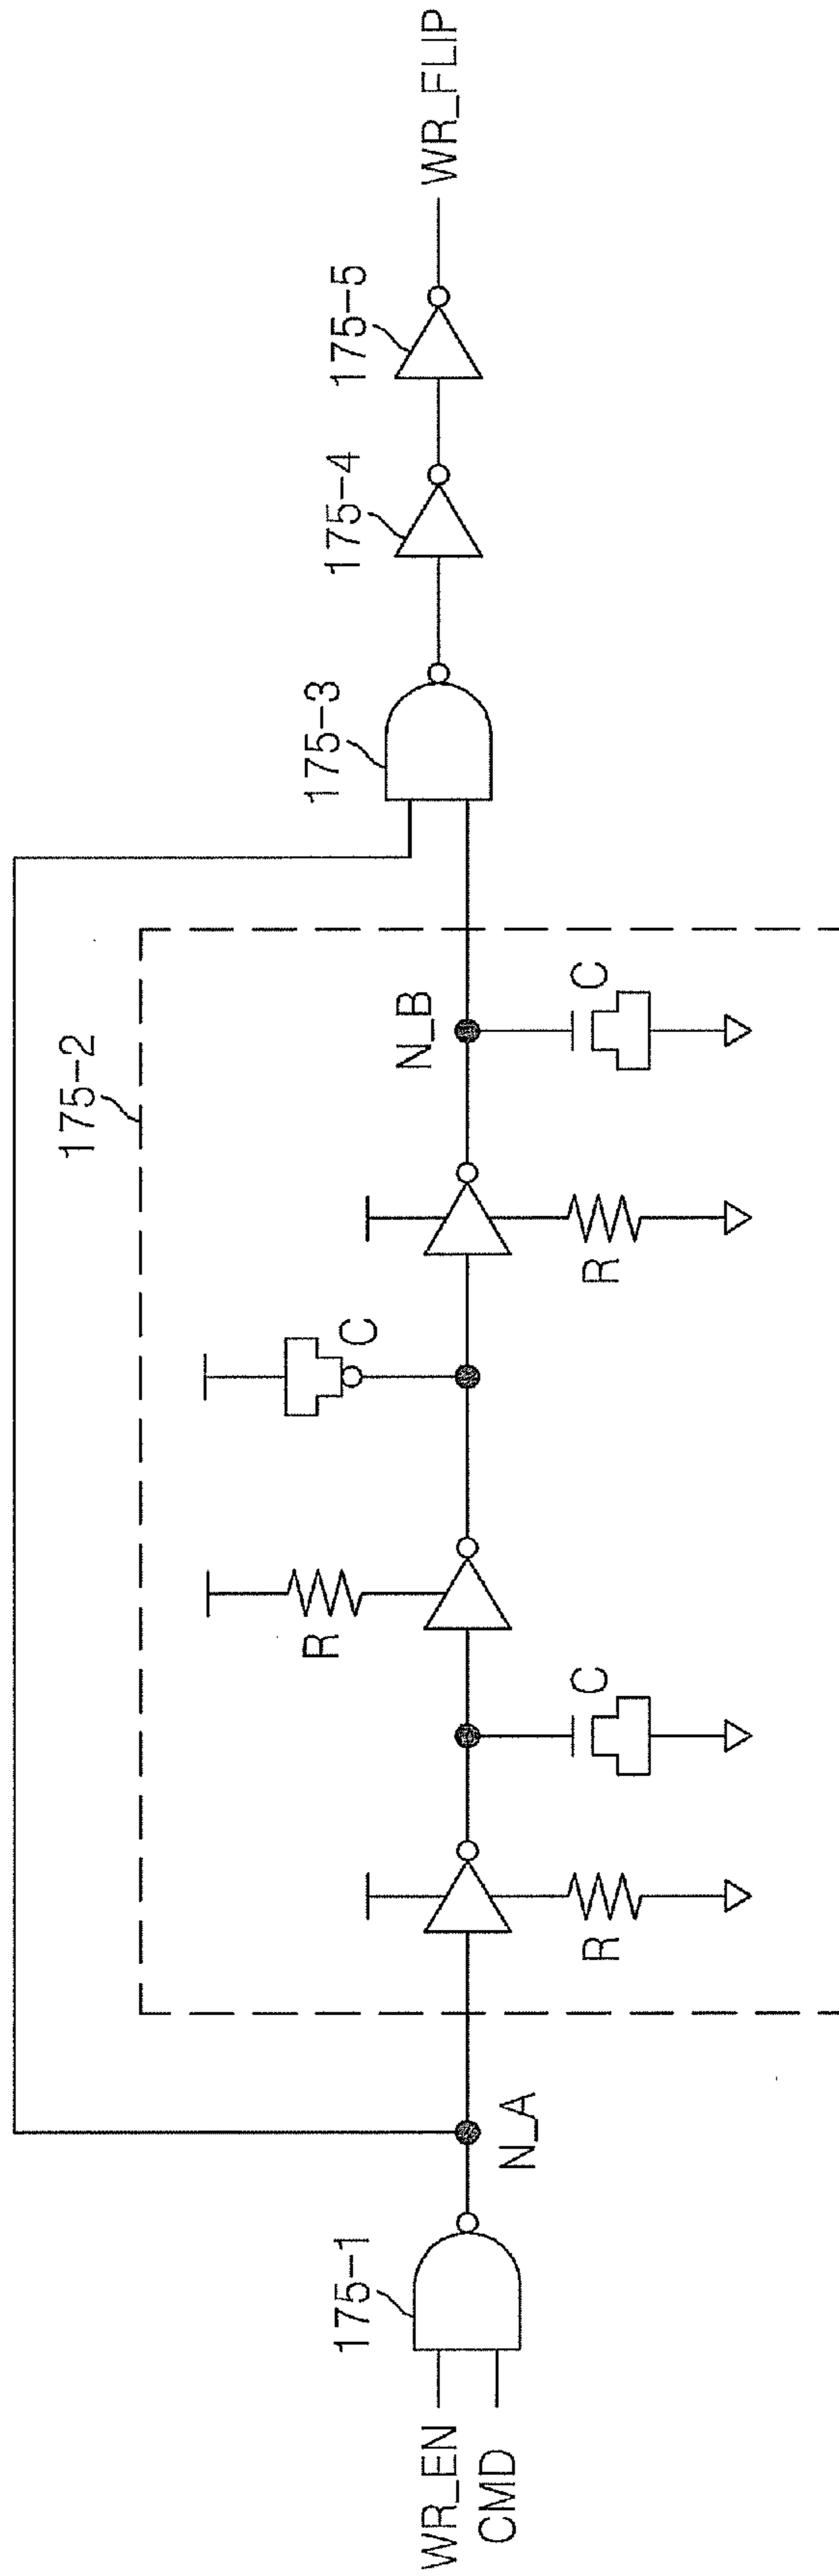 WR_EN
CMD
175-1
N_A
175-2
R
C
R
C
R
N_B
C
175-3
175-4
175-5
WR_FLIP